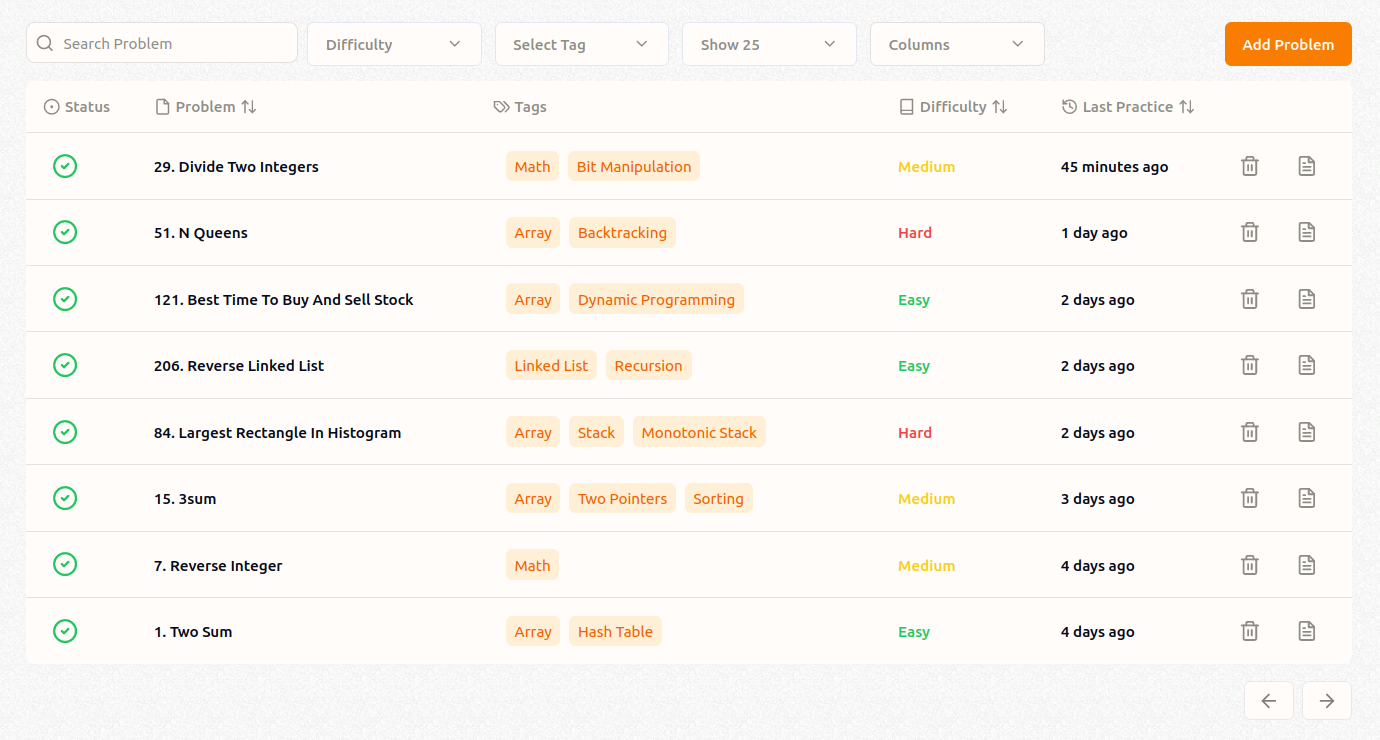 Search Problem Difficulty Select Tag Show 25 Columns Add Problem
Status Problem Tags Difficulty Last Practice
29. Divide Two Integers Math Bit Manipulation Medium 45 minutes ago
51. N Queens Array Backtracking Hard 1 day ago
121. Best Time To Buy And Sell Stock Array Dynamic Programming Easy 2 days ago
206. Reverse Linked List Linked List Recursion Easy 2 days ago
84. Largest Rectangle In Histogram Array Stack Monotonic Stack Hard 2 days ago
15. 3sum Array Two Pointers Sorting Medium 3 days ago
7. Reverse Integer Math Medium 4 days ago
1. Two Sum Array Hash Table Easy 4 days ago